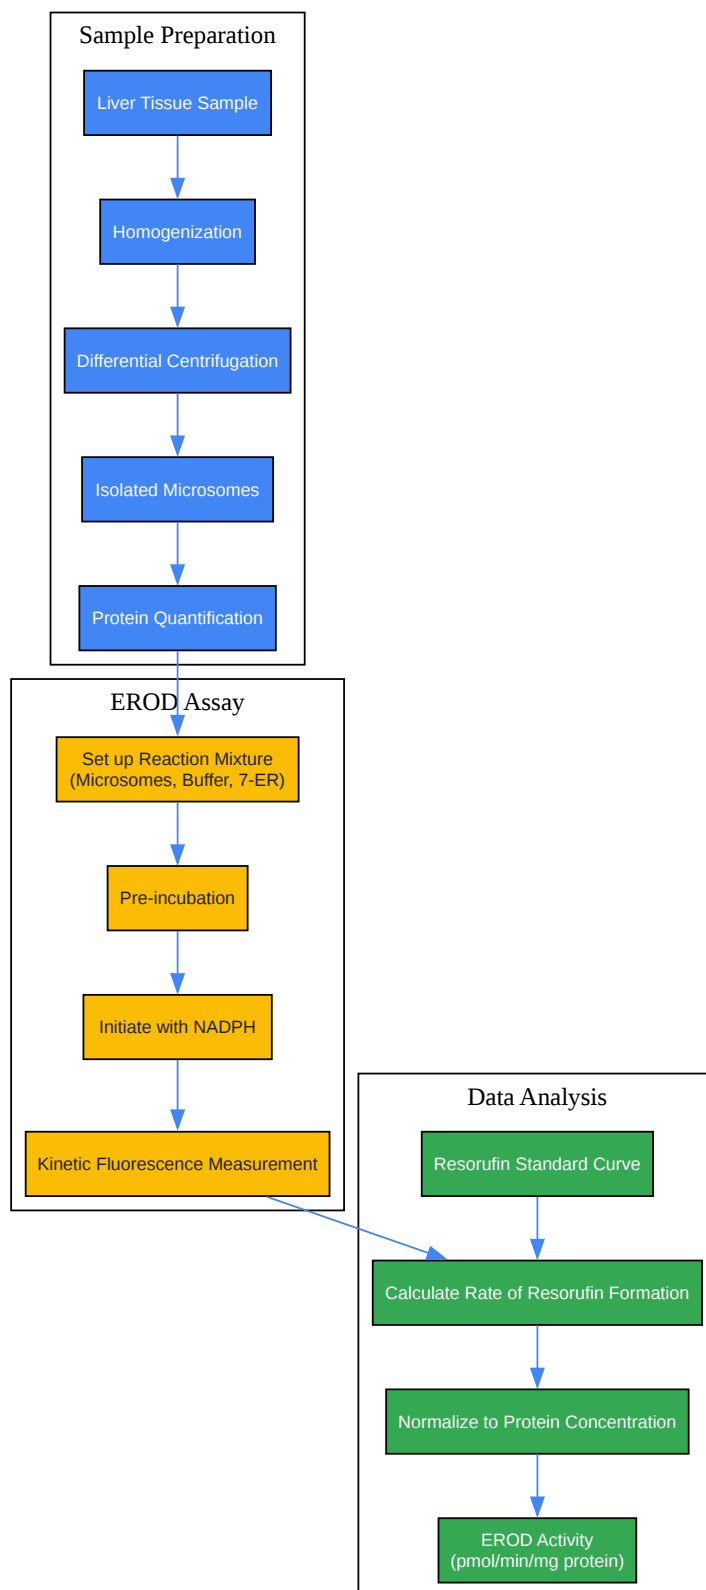 Sample Preparation
Liver Tissue Sample
Homogenization
Differential Centrifugation
Isolated Microsomes
Protein Quantification
EROD Assay
Set up Reaction Mixture
(Microsomes, Buffer, 7-ER)
Pre-incubation
Initiate with NADPH
Kinetic Fluorescence Measurement
Data Analysis
Resorufin Standard Curve
Calculate Rate of Resorufin Formation
Normalize to Protein Concentration
EROD Activity
(pmol/min/mg protein)